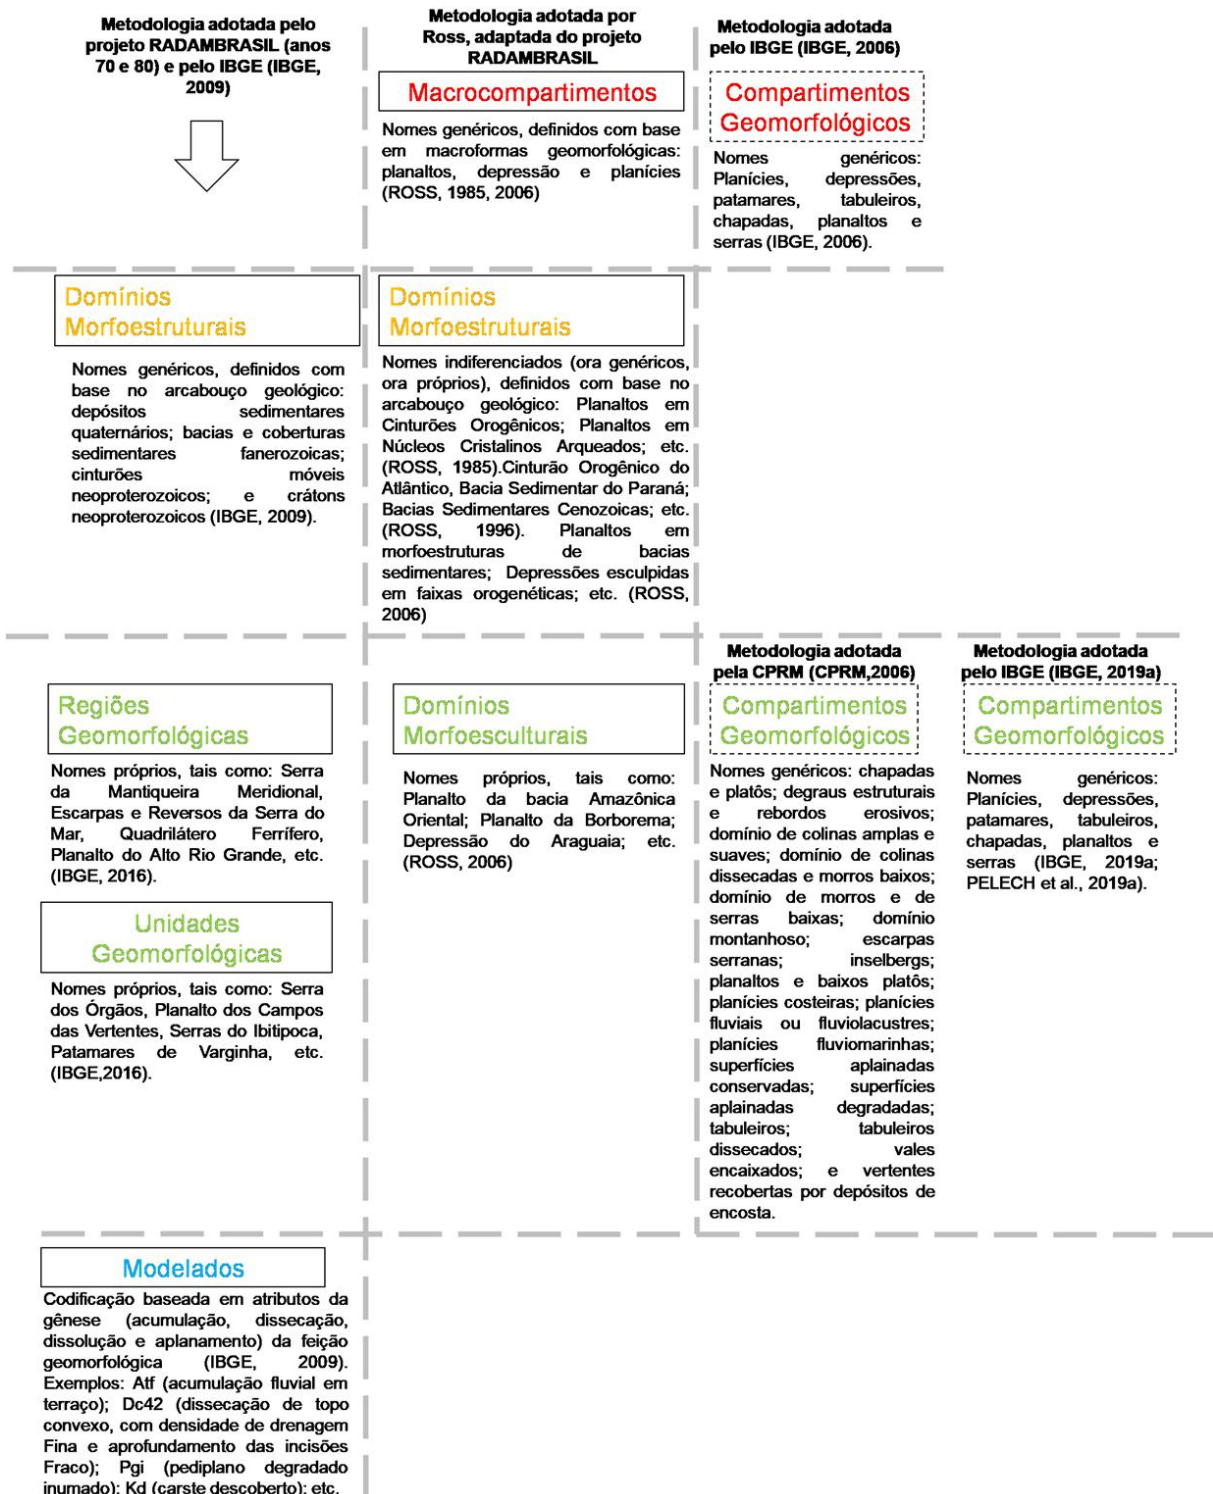 Metodologia adotada pelo
projeto RADAMBRASIL (anos
70 e 80) e pelo IBGE (IBGE,
2009)
Metodologia adotada por
Ross, adaptada do projeto
RADAMBRASIL
Macrocompartimentos
Nomes genéricos, definidos com base
em macroformas geomorfológicas:
planaltos, depressão e planícies
(ROSS, 1985, 2006)
Metodologia adotada
pelo IBGE (IBGE, 2006)
Compartimentos
Geomorfológicos
Nomes genéricos:
Planícies, depressões,
patamares, tabuleiros,
chapadas, planaltos e
serras (IBGE, 2006).
Domínios
Morfoestruturais
Nomes genéricos, definidos com
base no arcabouço geológico:
depósitos sedimentares
quaternários; bacias e coberturas
sedimentares fanerozoicas;
cinturões móveis
neoproterozoicos; e crátons
neoproterozoicos (IBGE, 2009).
Domínios
Morfoestruturais
Nomes indiferenciados (ora genéricos,
ora próprios), definidos com base no
arcabouço geológico: Planaltos em
Cinturões Orogênicos; Planaltos em
Núcleos Cristalinos Arqueados; etc.
(ROSS, 1985).Cinturão Orogênico do
Atlântico, Bacia Sedimentar do Paraná;
Bacias Sedimentares Cenozoicas; etc.
(ROSS, 1996). Planaltos em
morfoestruturas de bacias
sedimentares; Depressões esculpidas
em faixas orogenéticas; etc. (ROSS,
2006)
Regiões
Geomorfológicas
Nomes próprios, tais como: Serra
da Mantiqueira Meridional,
Escarpas e Reversos da Serra do
Mar, Quadrilátero Ferrífero,
Planalto do Alto Rio Grande, etc.
(IBGE, 2016).
Unidades
Geomorfológicas
Nomes próprios, tais como: Serra
dos Órgãos, Planalto dos Campos
das Vertentes, Serras do Ibitipoca,
Patamares de Varginha, etc.
(IBGE,2016).
Domínios
Morfoesculturais
Nomes próprios, tais como:
Planalto da bacia Amazônica
Oriental; Planalto da Borborema;
Depressão do Araguaia; etc.
(ROSS, 2006)
Metodologia adotada
pela CPRM (CPRM,2006)
Compartimentos
Geomorfológicos
Nomes genéricos: chapadas
e platôs; degraus estruturais
e rebordos erosivos;
domínio de colinas amplas e
suaves; domínio de colinas
dissecadas e morros baixos;
domínio de morros e de
serras baixas; domínio
montanhoso; escarpas
serranas; inselbergs;
planaltos e baixos platôs;
planícies costeiras; planícies
fluviais ou fluviolacustres;
planícies fluviomarinhas;
superfícies aplainadas
conservadas; superfícies
aplainadas degradadas;
tabuleiros; tabuleiros
dissecados; vales
encaixados; e vertentes
recobertas por depósitos de
encosta.
Metodologia adotada
pelo IBGE (IBGE, 2019a)
Compartimentos
Geomorfológicos
Nomes genéricos:
Planícies, depressões,
patamares, tabuleiros,
chapadas, planaltos e
serras (IBGE, 2019a;
PELECH et al., 2019a).
Modelados
Codificação baseada em atributos da
gênese (acumulação, dissecação,
dissolução e aplanamento) da feição
geomorfológica (IBGE, 2009).
Exemplos: Atf (acumulação fluvial em
terraço); Dc42 (dissecação de topo
convexo, com densidade de drenagem
Fina e aprofundamento das incisões
Fraco); Pgi (pediplano degradado
inumado); Kd (carste descoberto); etc.